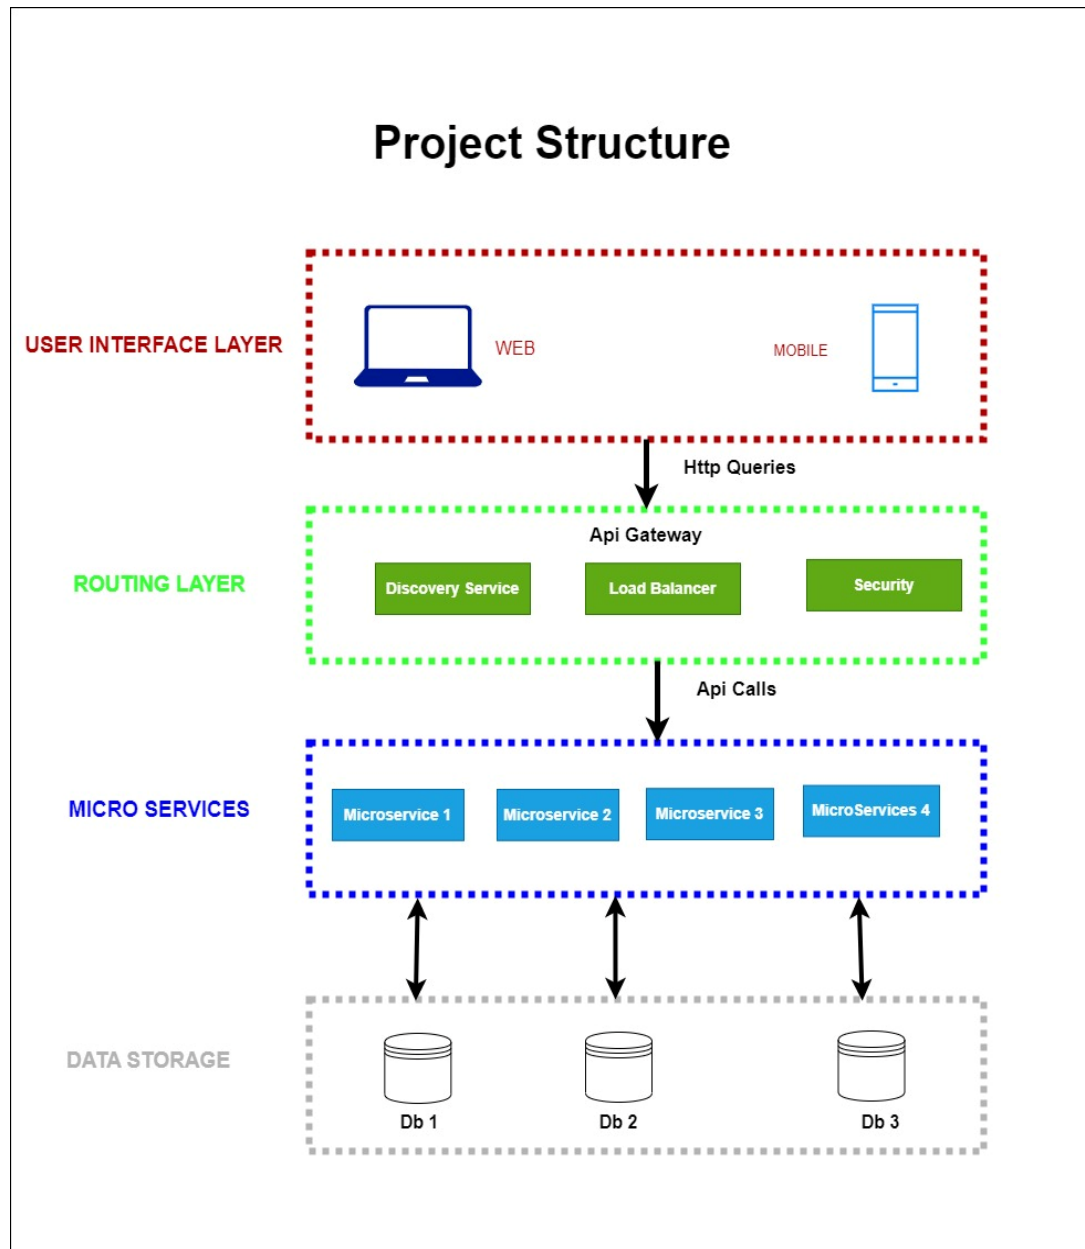 Project Structure
USER INTERFACE LAYER
WEB
MOBILE
Http Queries
Api Gateway
ROUTING LAYER
Discovery Service
Load Balancer
Security
Api Calls
MICRO SERVICES
Microservice 1
Microservice 2
Microservice 3
MicroServices 4
DATA STORAGE
Db 1
Db 2
Db 3